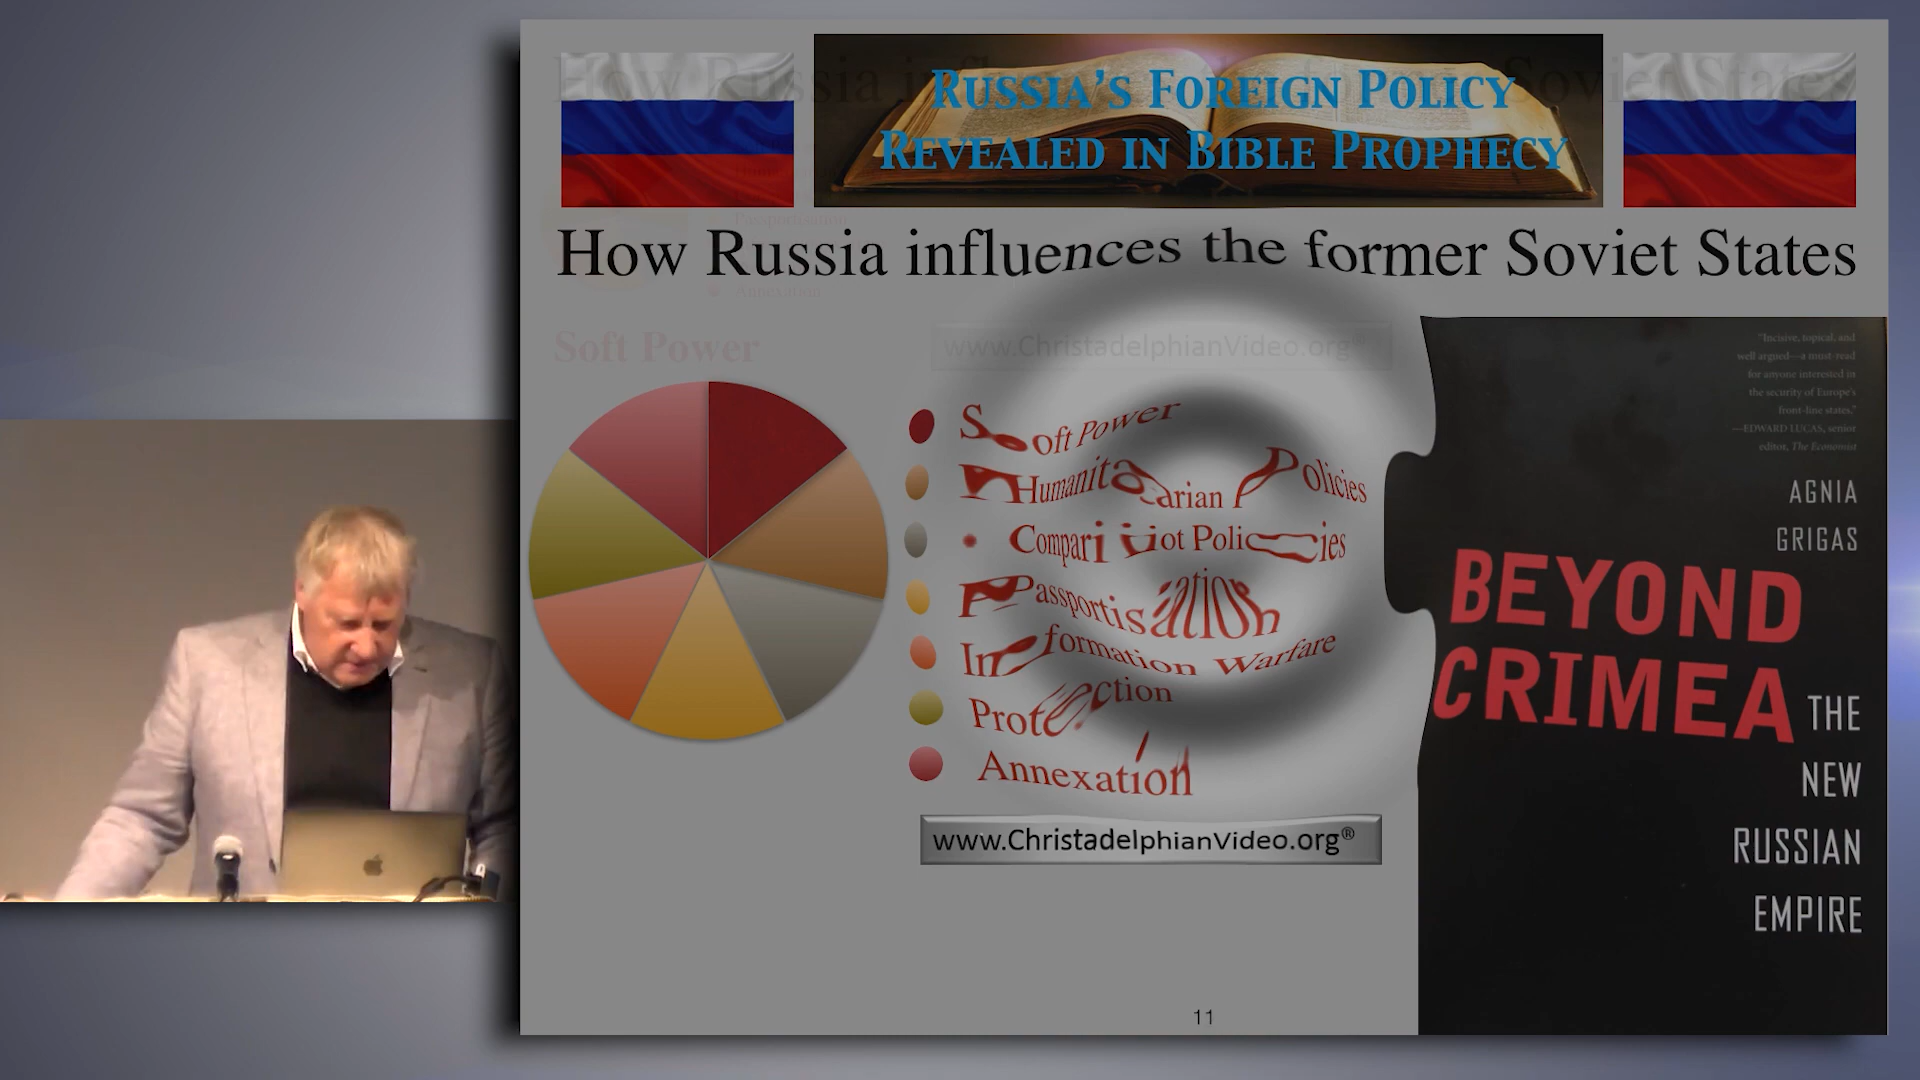 RUSSIA'S FOREIGN POLICY
REVEALED IN BIBLE PROPHECY
How Russia influences the former Soviet States
Soft Power
www.ChristadelphianVideo.org®
Soft Power
Humanitarian Policies
Compatriot Policies
Passportisation
Information Warfare
Protection
Annexation
www.ChristadelphianVideo.org®
"Incisive, topical, and
well argued—a must-read
for anyone interested in
the security of Europe's
front-line states."
—EDWARD LUCAS, senior
editor, The Economist
AGNIA
GRIGAS
BEYOND
CRIMEA
THE
NEW
RUSSIAN
EMPIRE
11